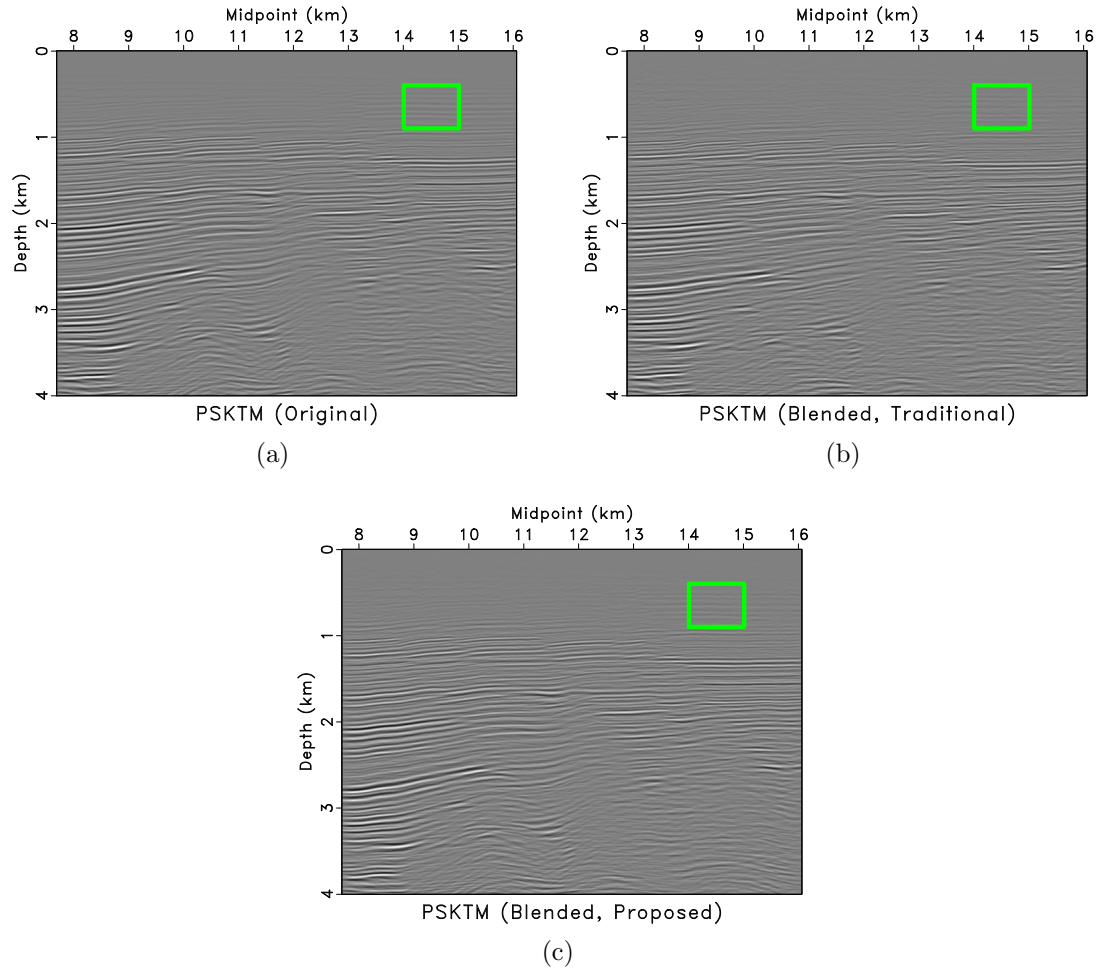 Midpoint (km)
8 9 10 11 12 13 14 15 16
0
1
2
3
4
Depth (km)
PSKTM (Original)
(a)
Midpoint (km)
8 9 10 11 12 13 14 15 16
0
1
2
3
4
Depth (km)
PSKTM (Blended, Traditional)
(b)
Midpoint (km)
8 9 10 11 12 13 14 15 16
0
1
2
3
4
Depth (km)
PSKTM (Blended, Proposed)
(c)